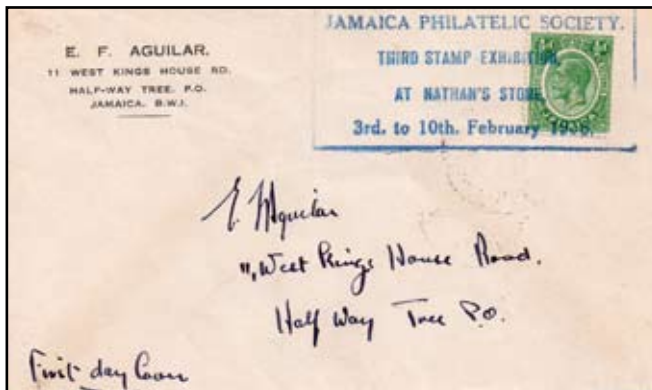 E. F. AGUILAR.
11 WEST KINGS HOUSE RD.
HALF-WAY TREE. P.O.
JAMAICA. B.W.I.
JAMAICA PHILATELIC SOCIETY.
THIRD STAMP EXHIBITION,
AT NATHAN'S STORE,
3rd. to 10th. February
E F Aguilar
11, West Kings House Road.
Half Way Tree P.O.
First day Cover